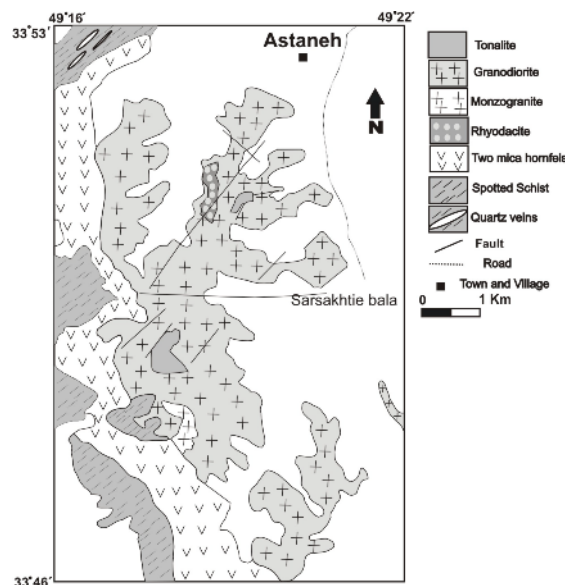 49°16´
49°22´
33°53´
Astaneh
N
Sarsakhtie bala
33°46´
Tonalite
Granodiorite
Monzogranite
Rhyodacite
Two mica hornfels
Spotted Schist
Quartz veins
Fault
Road
Town and Village
0 1 Km